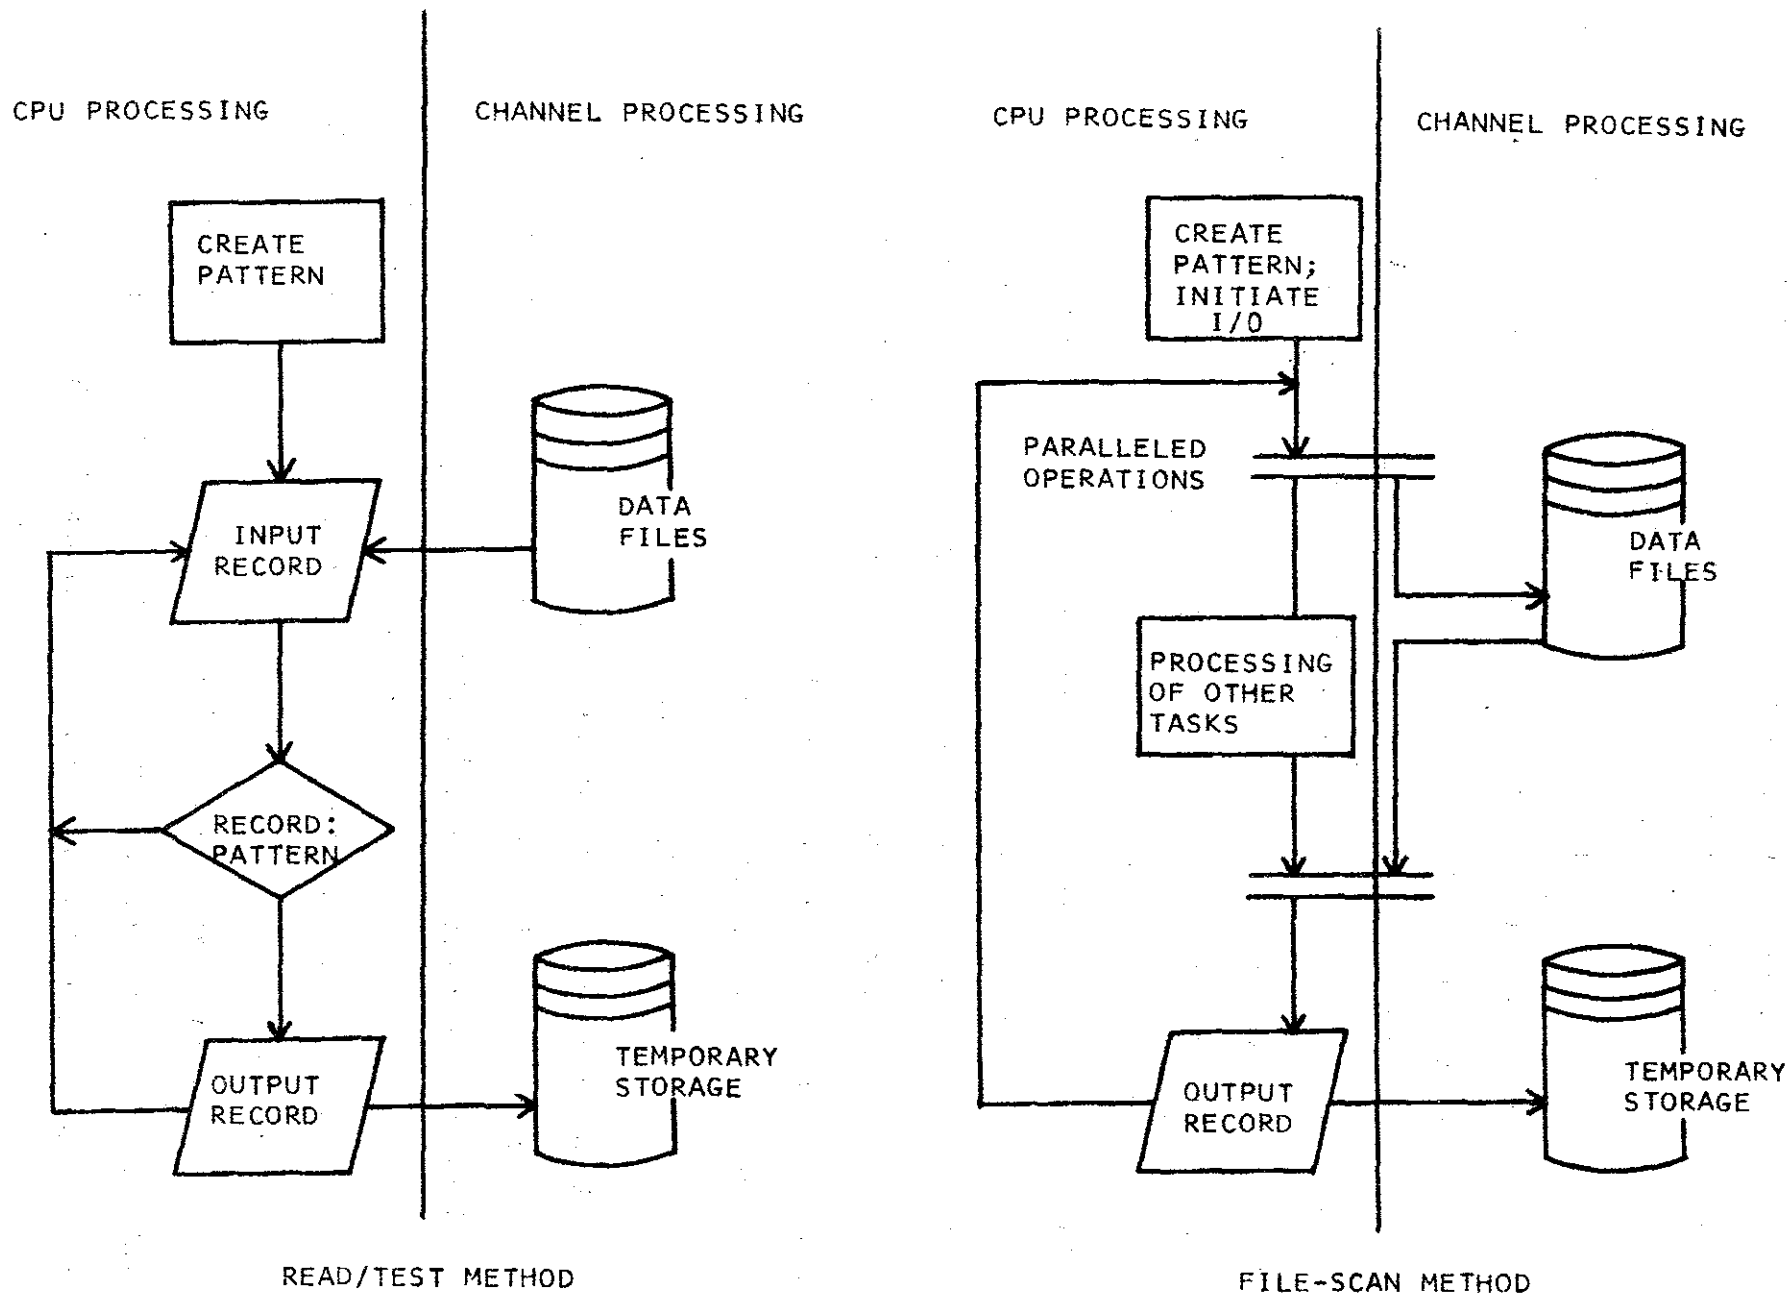 CPU PROCESSING
CHANNEL PROCESSING
CREATE
PATTERN
INPUT
RECORD
DATA
FILES
RECORD:
PATTERN
OUTPUT
RECORD
TEMPORARY
STORAGE
READ/TEST METHOD
CPU PROCESSING
CHANNEL PROCESSING
CREATE
PATTERN;
INITIATE
I/O
PARALLELED
OPERATIONS
DATA
FILES
PROCESSING
OF OTHER
TASKS
OUTPUT
RECORD
TEMPORARY
STORAGE
FILE-SCAN METHOD